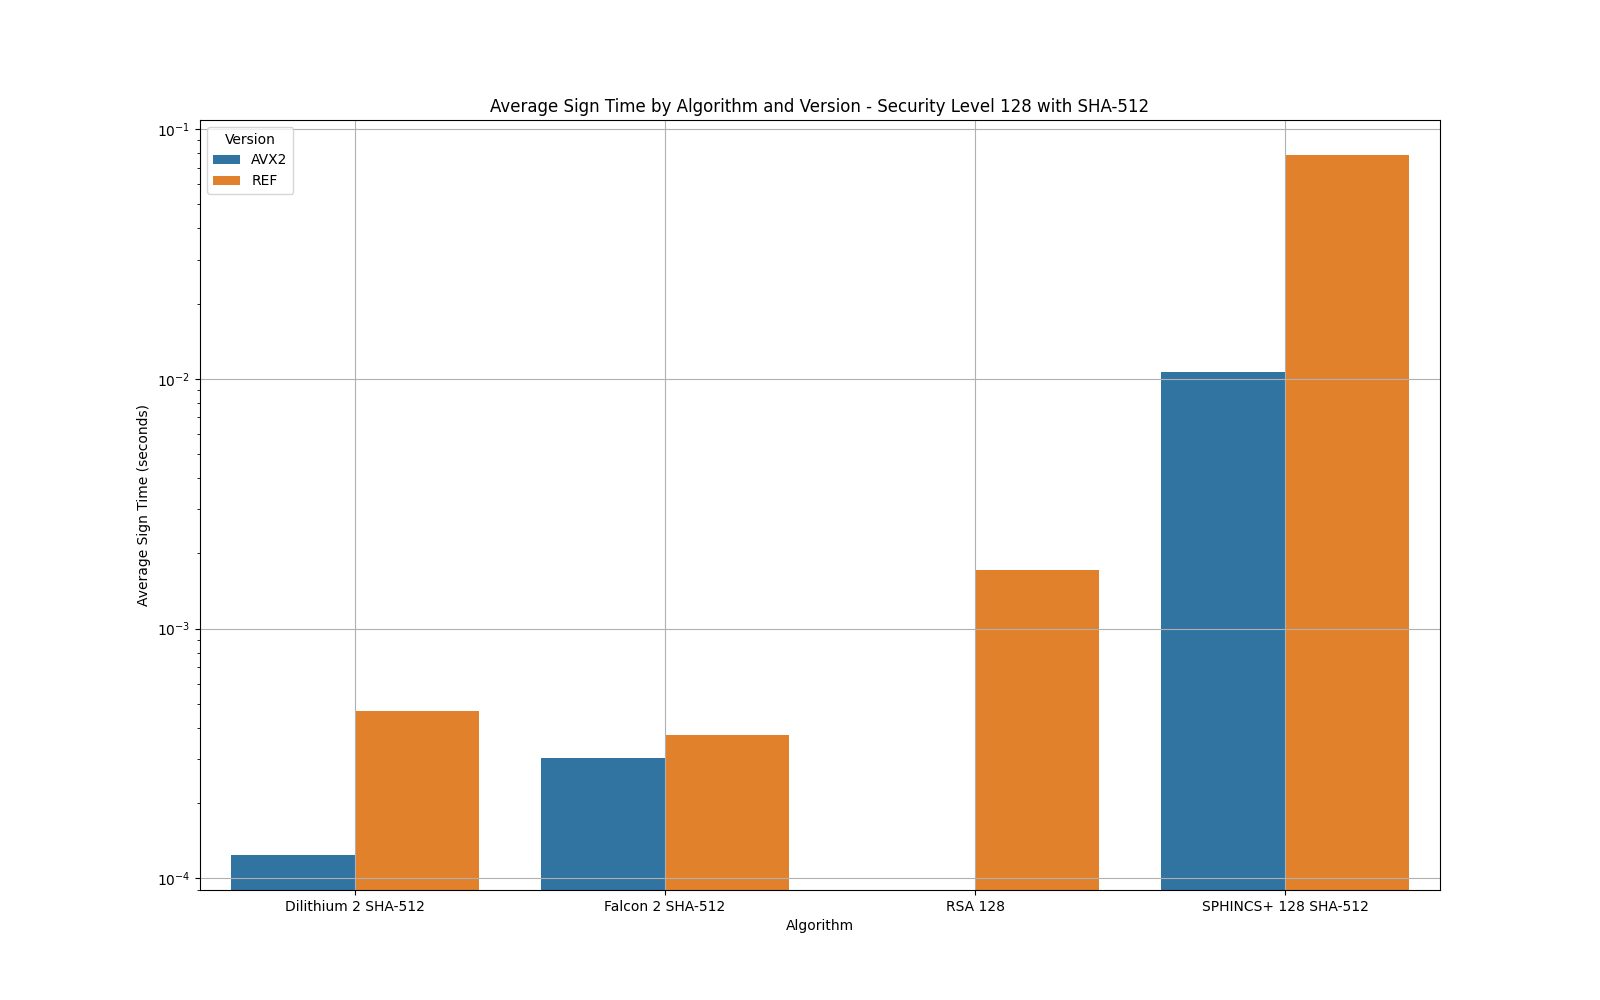 Average Sign Time by Algorithm and Version - Security Level 128 with SHA-512
Version
AVX2
REF
Average Sign Time (seconds)
10⁻¹
10⁻²
10⁻³
10⁻⁴
Dilithium 2 SHA-512
Falcon 2 SHA-512
RSA 128
SPHINCS+ 128 SHA-512
Algorithm